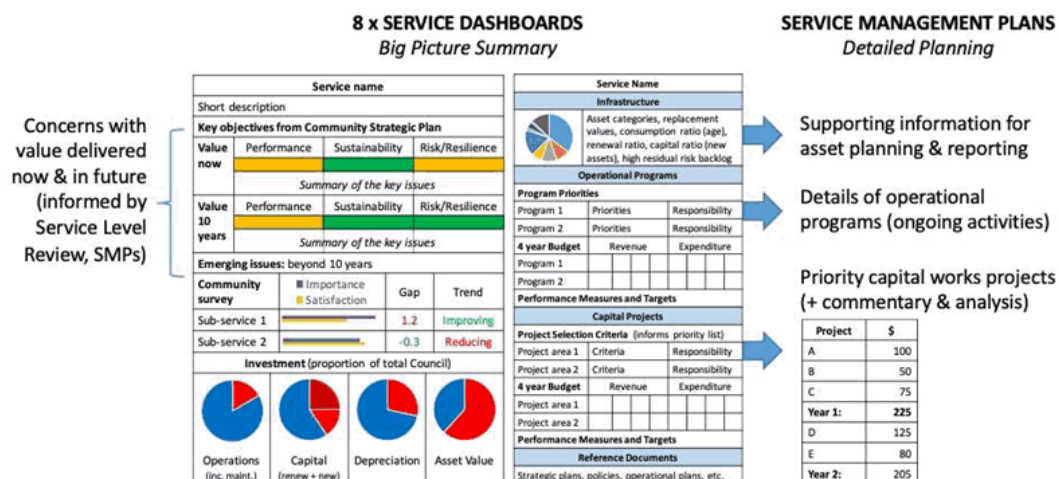 8 x SERVICE DASHBOARDS
Big Picture Summary
SERVICE MANAGEMENT PLANS
Detailed Planning
Concerns with
value delivered
now & in future
(informed by
Service Level
Review, SMPs)
Service name
Short description
Key objectives from Community Strategic Plan
Value now
Performance Sustainability Risk/Resilience
Summary of the key issues
Value 10 years
Performance Sustainability Risk/Resilience
Summary of the key issues
Emerging issues: beyond 10 years
Community survey
Importance
Satisfaction
Gap Trend
Sub-service 1 1.2 Improving
Sub-service 2 -0.3 Reducing
Investment (proportion of total Council)
Operations (inc. maint.)
Capital (renew + new)
Depreciation
Asset Value
Service Name
Infrastructure
Asset categories, replacement
values, consumption ratio (age),
renewal ratio, capital ratio (new
assets), high residual risk backlog
Operational Programs
Program Priorities
Program 1 Priorities Responsibility
Program 2 Priorities Responsibility
4 year Budget Revenue Expenditure
Program 1
Program 2
Performance Measures and Targets
Capital Projects
Project Selection Criteria (informs priority list)
Project area 1 Criteria Responsibility
Project area 2 Criteria Responsibility
4 year Budget Revenue Expenditure
Project area 1
Project area 2
Performance Measures and Targets
Reference Documents
Strategic plans, policies, operational plans, etc.
Supporting information for
asset planning & reporting
Details of operational
programs (ongoing activities)
Priority capital works projects
(+ commentary & analysis)
Project $
A 100
B 50
C 75
Year 1: 225
D 125
E 80
Year 2: 205